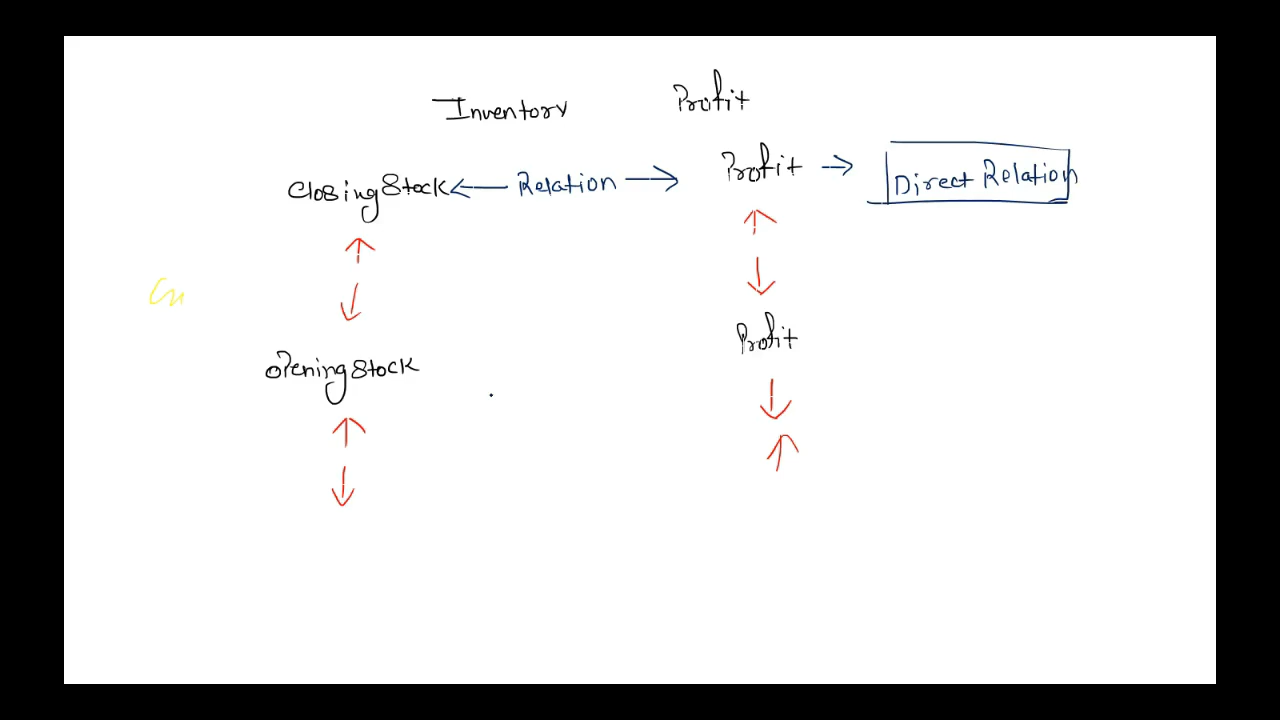 Inventory Profit
Closing Stock ← Relation → Profit → Direct Relation
Opening Stock Profit